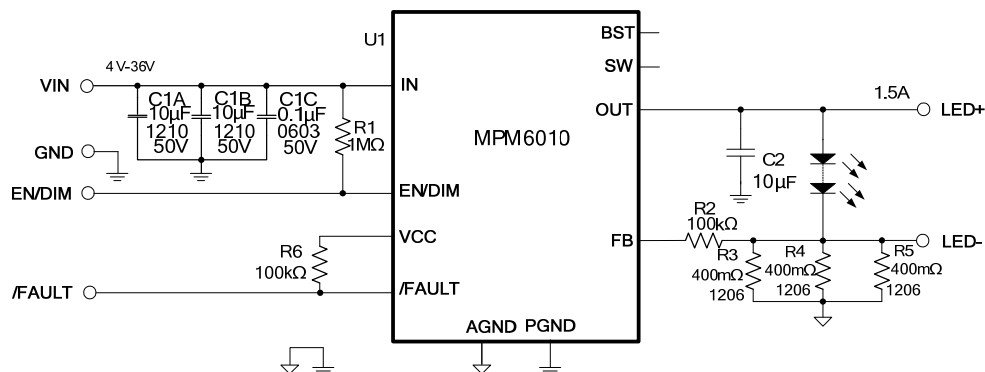 U1
BST
SW
VIN
4V-36V
IN
OUT
1.5A
LED+
C1A
10µF
1210
50V
C1B
10µF
1210
50V
C1C
0.1µF
0603
50V
R1
1MΩ
MPM6010
GND
C2
10µF
EN/DIM
EN/DIM
R2
100kΩ
VCC
FB
LED-
R6
100kΩ
R3
400mΩ
1206
R4
400mΩ
1206
R5
400mΩ
1206
/FAULT
/FAULT
AGND
PGND